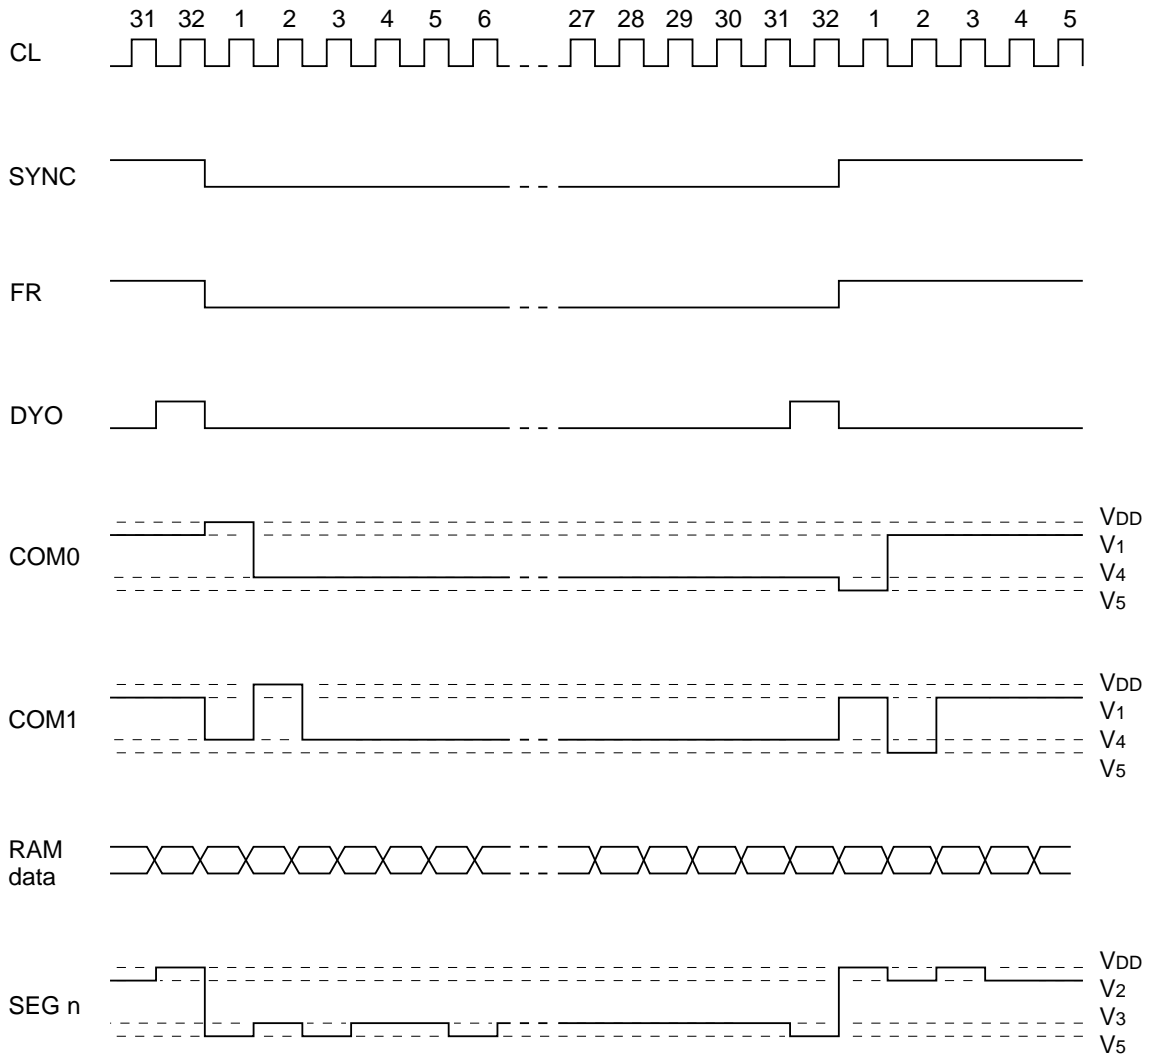 31 32 1 2 3 4 5 6 27 28 29 30 31 32 1 2 3 4 5
CL
SYNC
FR
DYO
VDD
COM0
V1
V4
V5
VDD
COM1
V1
V4
V5
RAM
data
VDD
V2
SEG n
V3
V5